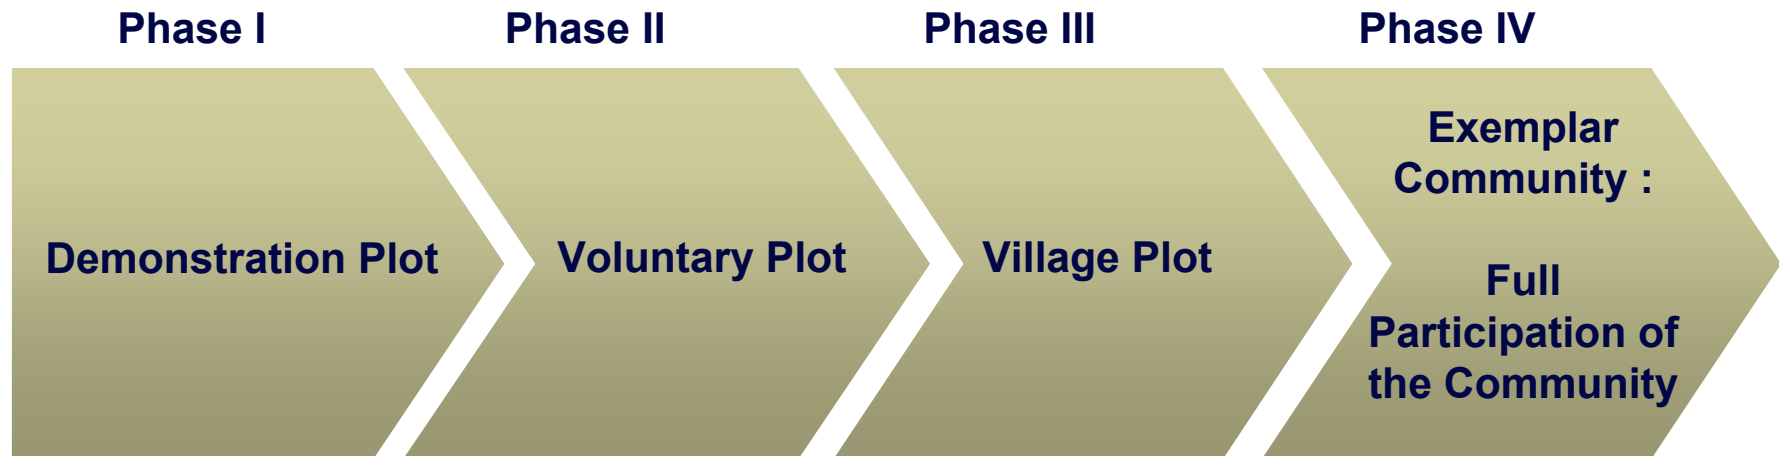 Phase I
Phase II
Phase III
Phase IV
Demonstration Plot
Voluntary Plot
Village Plot
Exemplar
Community :
Full
Participation of
the Community